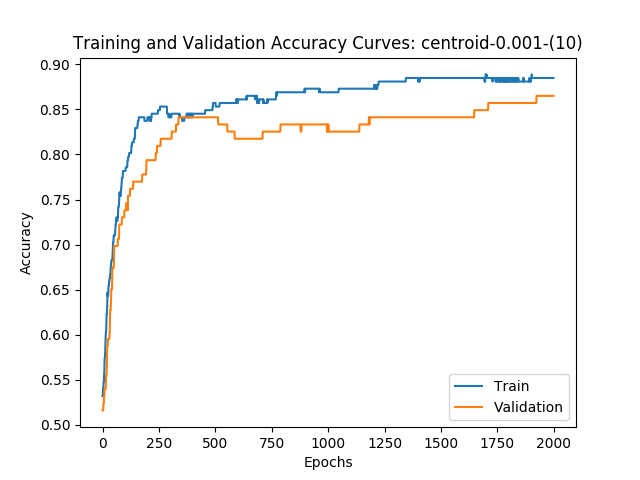 Training and Validation Accuracy Curves: centroid-0.001-(10)
0.90
0.85
0.80
0.75
0.70
0.65
0.60
0.55
0.50
Accuracy
Train
Validation
0 250 500 750 1000 1250 1500 1750 2000
Epochs